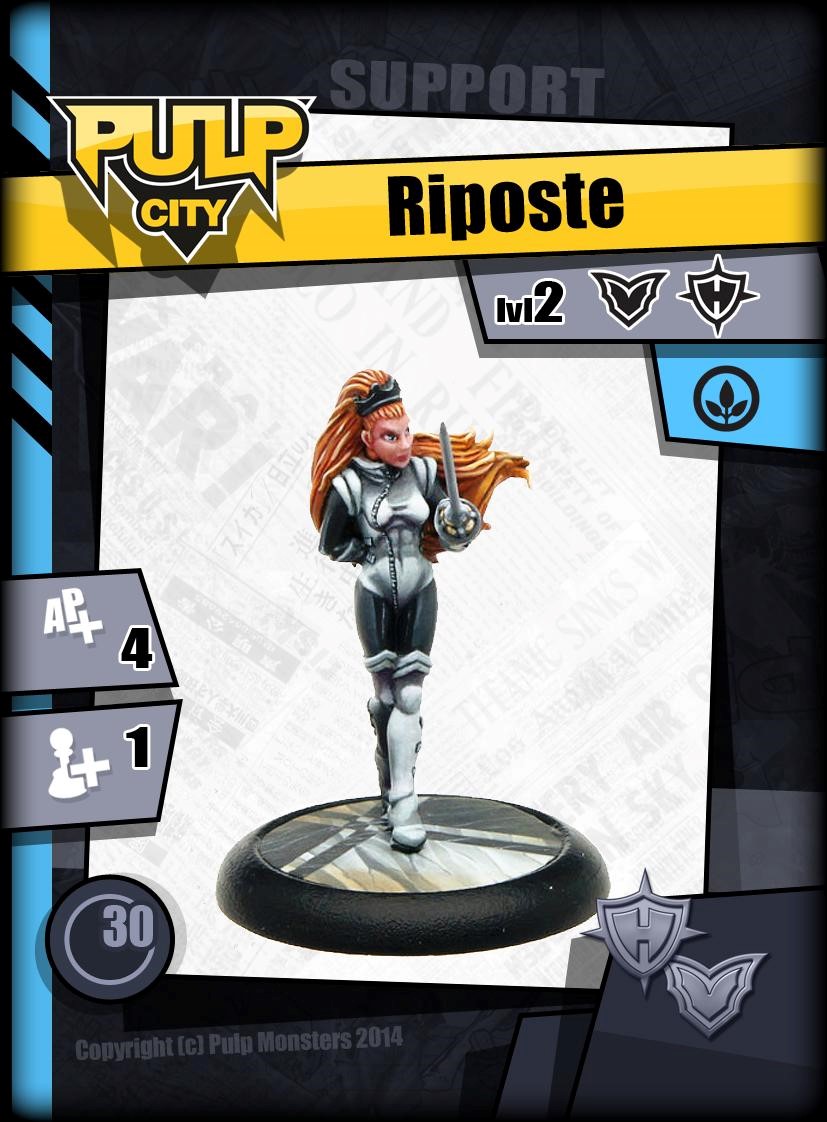 SUPPORT
PULP
CITY
Riposte
lvl2
V H
AP+
4
1
30
H
V
Copyright (c) Pulp Monsters 2014